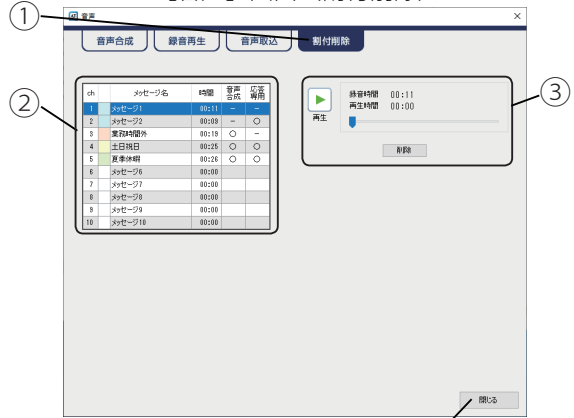 ①
音声
×
音声合成 録音再生 音声取込 割付削除
②
ch メッセージ名 時間 音声合成 応答専用
1 メッセージ1 00:11 − −
2 メッセージ2 00:09 − ○
3 業務時間外 00:19 ○ −
4 土日祝日 00:25 ○ ○
5 夏季休暇 00:26 ○ ○
6 メッセージ6 00:00
7 メッセージ7 00:00
8 メッセージ8 00:00
9 メッセージ9 00:00
10 メッセージ10 00:00
③
再生
録音時間 00:11
再生時間 00:00
削除
閉じる